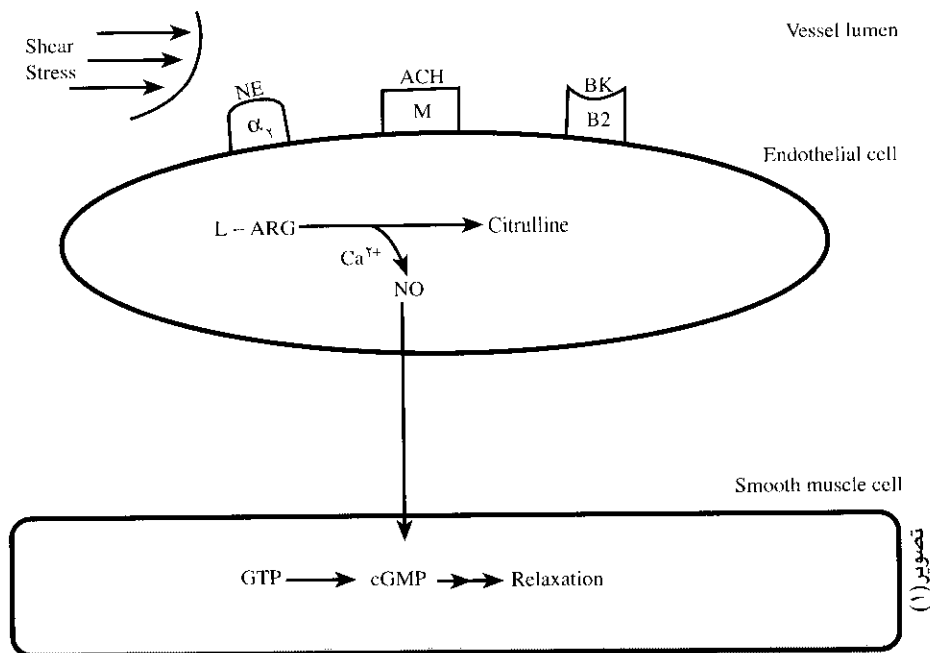 Vessel lumen
Shear
Stress
NE
α۲
ACH
M
BK
B2
Endothelial cell
L – ARG
Citrulline
Ca۲+
NO
Smooth muscle cell
GTP
cGMP
Relaxation
تصویر(۱)